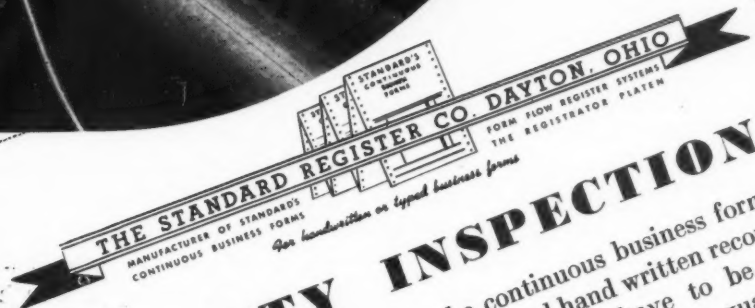 STANDARD'S
CONTINUOUS
FORMS
THE STANDARD REGISTER CO. DAYTON, OHIO
MANUFACTURER OF STANDARD'S
CONTINUOUS BUSINESS FORMS
FORM FLOW REGISTER SYSTEMS
THE REGISTRATOR PLATEN
For handwritten or typed business forms
INSPECTION
continuous business form
hand written reco
to be